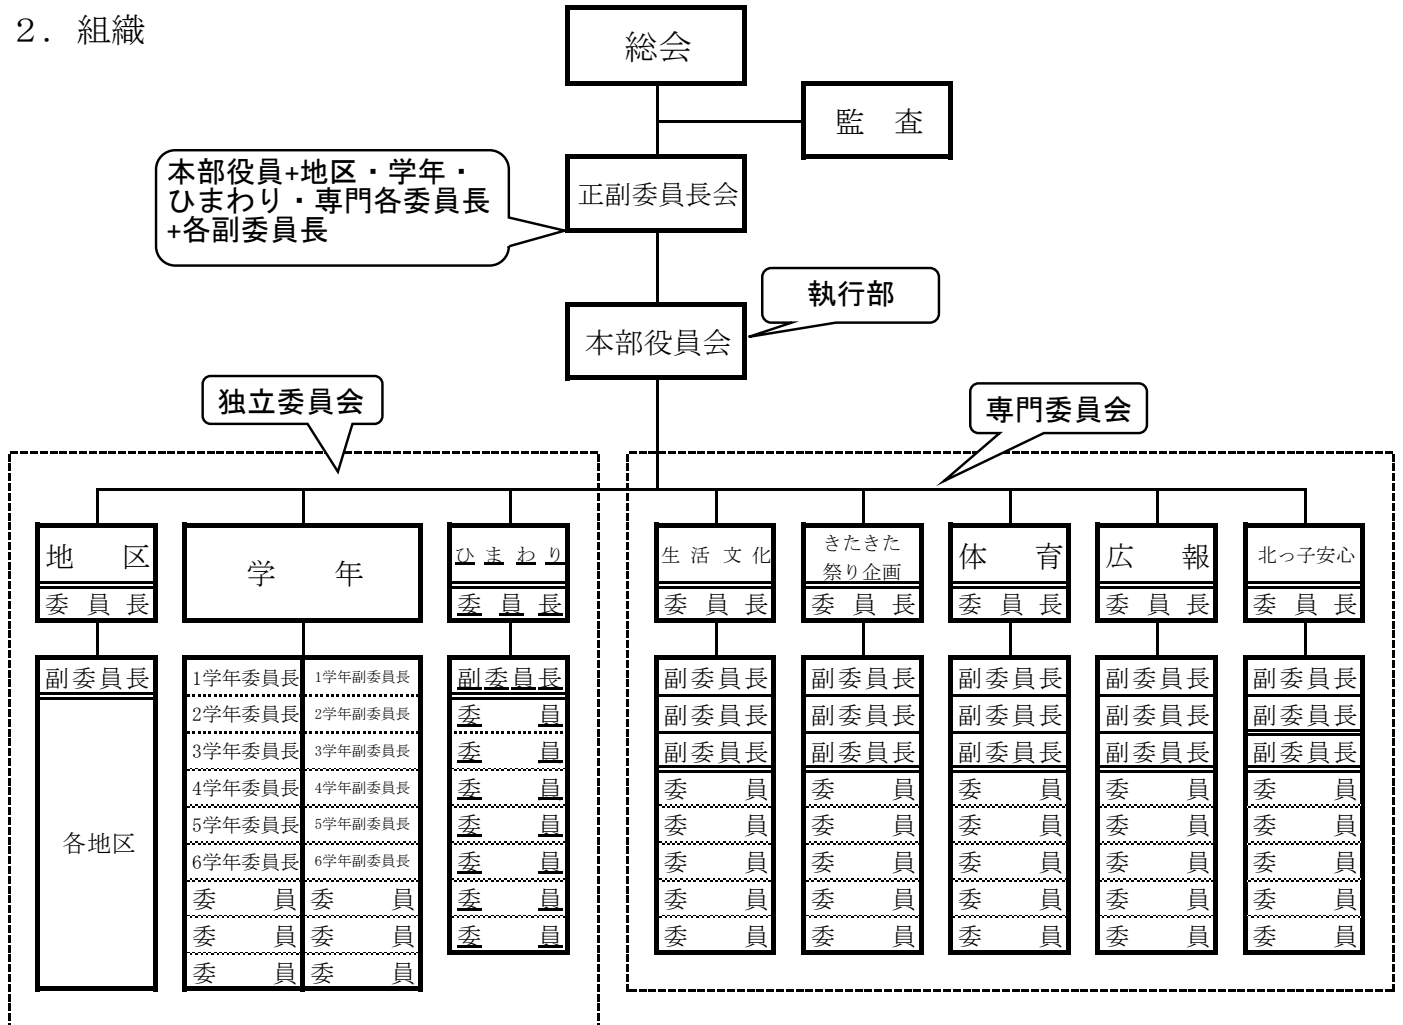 ２．組織
総会
監　査
本部役員+地区・学年・
ひまわり・専門各委員長
+各副委員長
正副委員長会
執行部
本部役員会
独立委員会
専門委員会
地　区
委 員 長
学　年
ひ ま わ り
委 員 長
生 活 文 化
委 員 長
きたきた
祭り企画
委 員 長
体　育
委 員 長
広　報
委 員 長
北っ子安心
委 員 長
副委員長
各地区
1学年委員長 1学年副委員長
2学年委員長 2学年副委員長
3学年委員長 3学年副委員長
4学年委員長 4学年副委員長
5学年委員長 5学年副委員長
6学年委員長 6学年副委員長
委　員 委　員
委　員 委　員
委　員 委　員
副委員長
委　員
委　員
委　員
委　員
委　員
委　員
委　員
副委員長
副委員長
副委員長
委　員
委　員
委　員
委　員
委　員
副委員長
副委員長
副委員長
委　員
委　員
委　員
委　員
委　員
副委員長
副委員長
副委員長
委　員
委　員
委　員
委　員
委　員
副委員長
副委員長
副委員長
委　員
委　員
委　員
委　員
委　員
副委員長
副委員長
副委員長
委　員
委　員
委　員
委　員
委　員